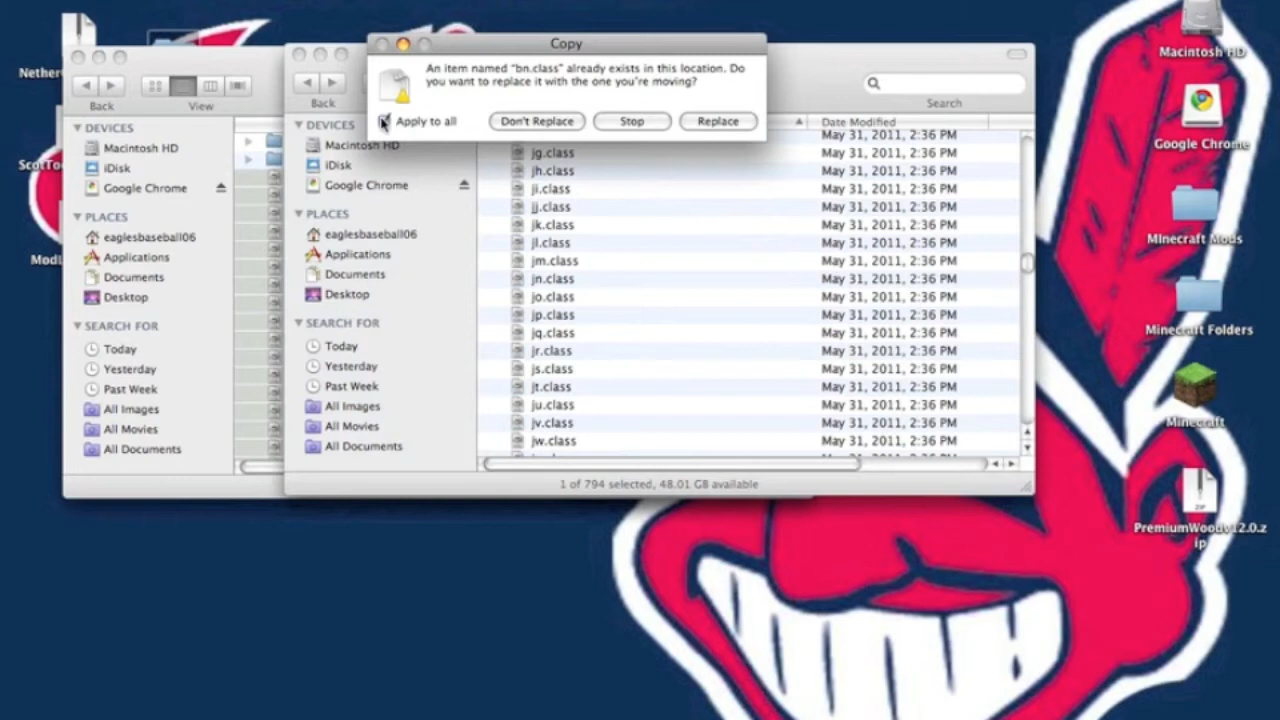 Copy
An item named "bn.class" already exists in this location. Do
you want to replace it with the one you're moving?
Apply to all
Don't Replace
Stop
Replace
Back
View
DEVICES
Macintosh HD
iDisk
Google Chrome
PLACES
eaglesbaseball06
Applications
Documents
Desktop
SEARCH FOR
Today
Yesterday
Past Week
All Images
All Movies
All Documents
Back
Search
DEVICES
Macintosh HD
iDisk
Google Chrome
PLACES
eaglesbaseball06
Applications
Documents
Desktop
SEARCH FOR
Today
Yesterday
Past Week
All Images
All Movies
All Documents
Date Modified
May 31, 2011, 2:36 PM
jg.class May 31, 2011, 2:36 PM
jh.class May 31, 2011, 2:36 PM
ji.class May 31, 2011, 2:36 PM
jj.class May 31, 2011, 2:36 PM
jk.class May 31, 2011, 2:36 PM
jl.class May 31, 2011, 2:36 PM
jm.class May 31, 2011, 2:36 PM
jn.class May 31, 2011, 2:36 PM
jo.class May 31, 2011, 2:36 PM
jp.class May 31, 2011, 2:36 PM
jq.class May 31, 2011, 2:36 PM
jr.class May 31, 2011, 2:36 PM
js.class May 31, 2011, 2:36 PM
jt.class May 31, 2011, 2:36 PM
ju.class May 31, 2011, 2:36 PM
jv.class May 31, 2011, 2:36 PM
jw.class May 31, 2011, 2:36 PM
1 of 794 selected, 48.01 GB available
Macintosh HD
Google Chrome
MInecraft Mods
Minecraft Folders
Minecraft
ZIP